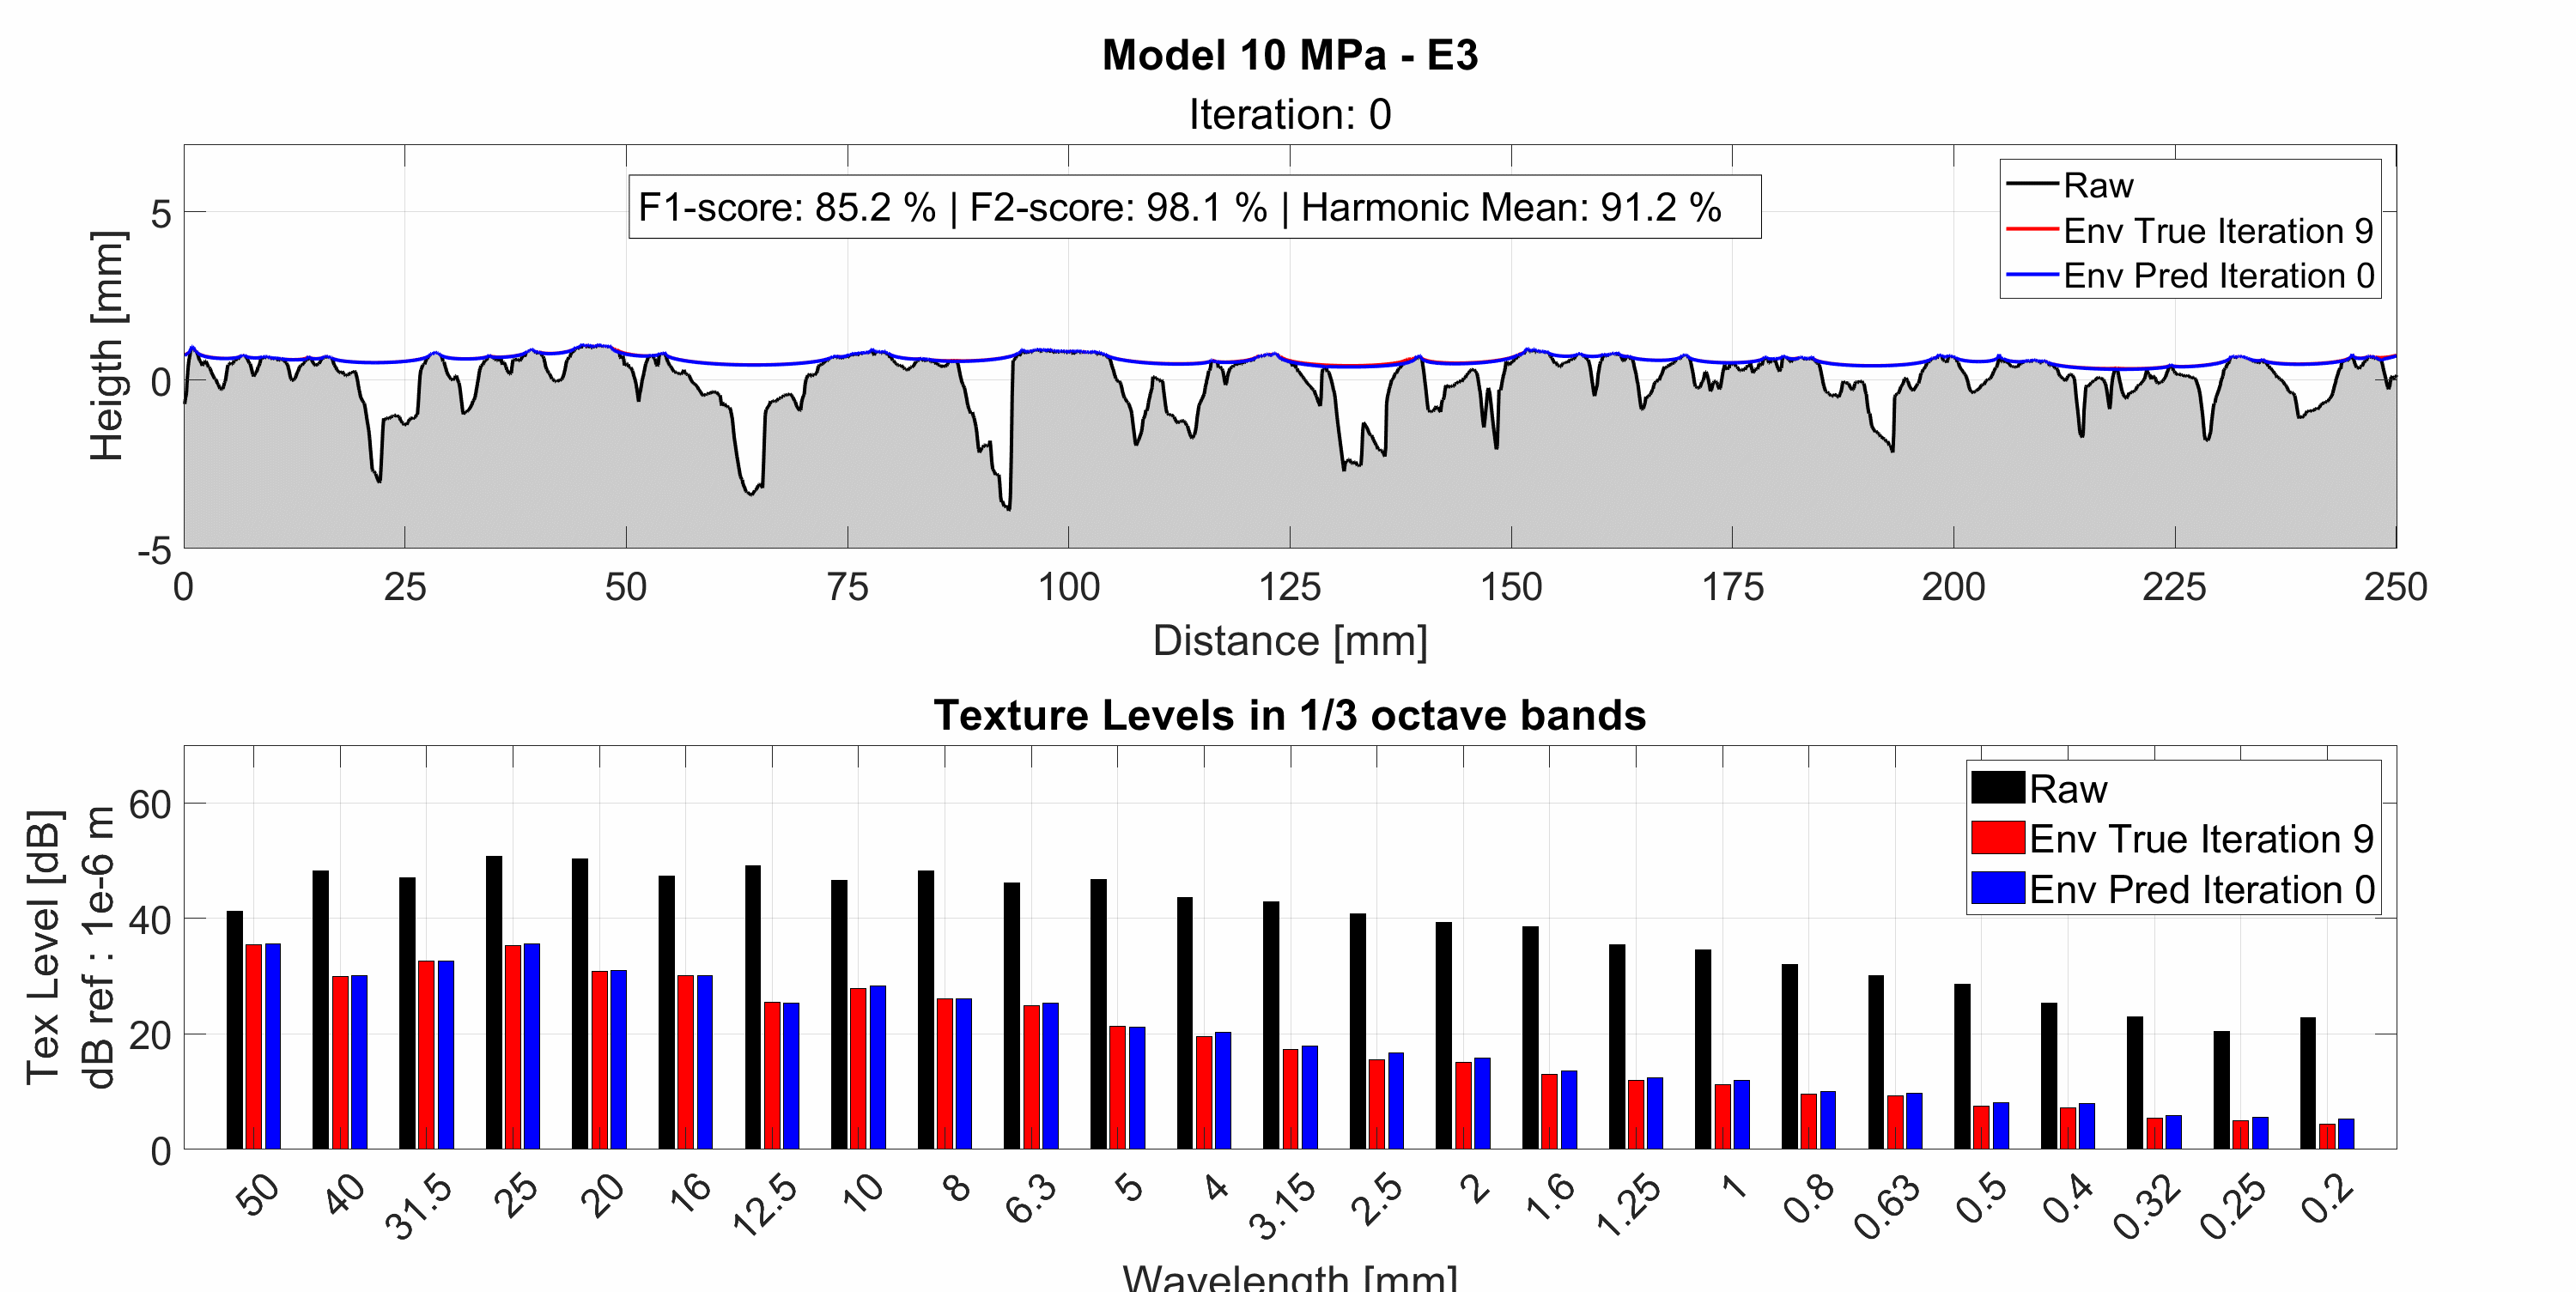 Model 10 MPa - E3
Iteration: 0
F1-score: 85.2 % | F2-score: 98.1 % | Harmonic Mean: 91.2 %
Raw
Env True Iteration 9
Env Pred Iteration 0
Heigth [mm]
5
0
-5
0 25 50 75 100 125 150 175 200 225 250
Distance [mm]
Texture Levels in 1/3 octave bands
Raw
Env True Iteration 9
Env Pred Iteration 0
Tex Level [dB]
dB ref : 1e-6 m
60
40
20
0
50 40 31.5 25 20 16 12.5 10 8 6.3 5 4 3.15 2.5 2 1.6 1.25 1 0.8 0.63 0.5 0.4 0.32 0.25 0.2
Wavelength [mm]